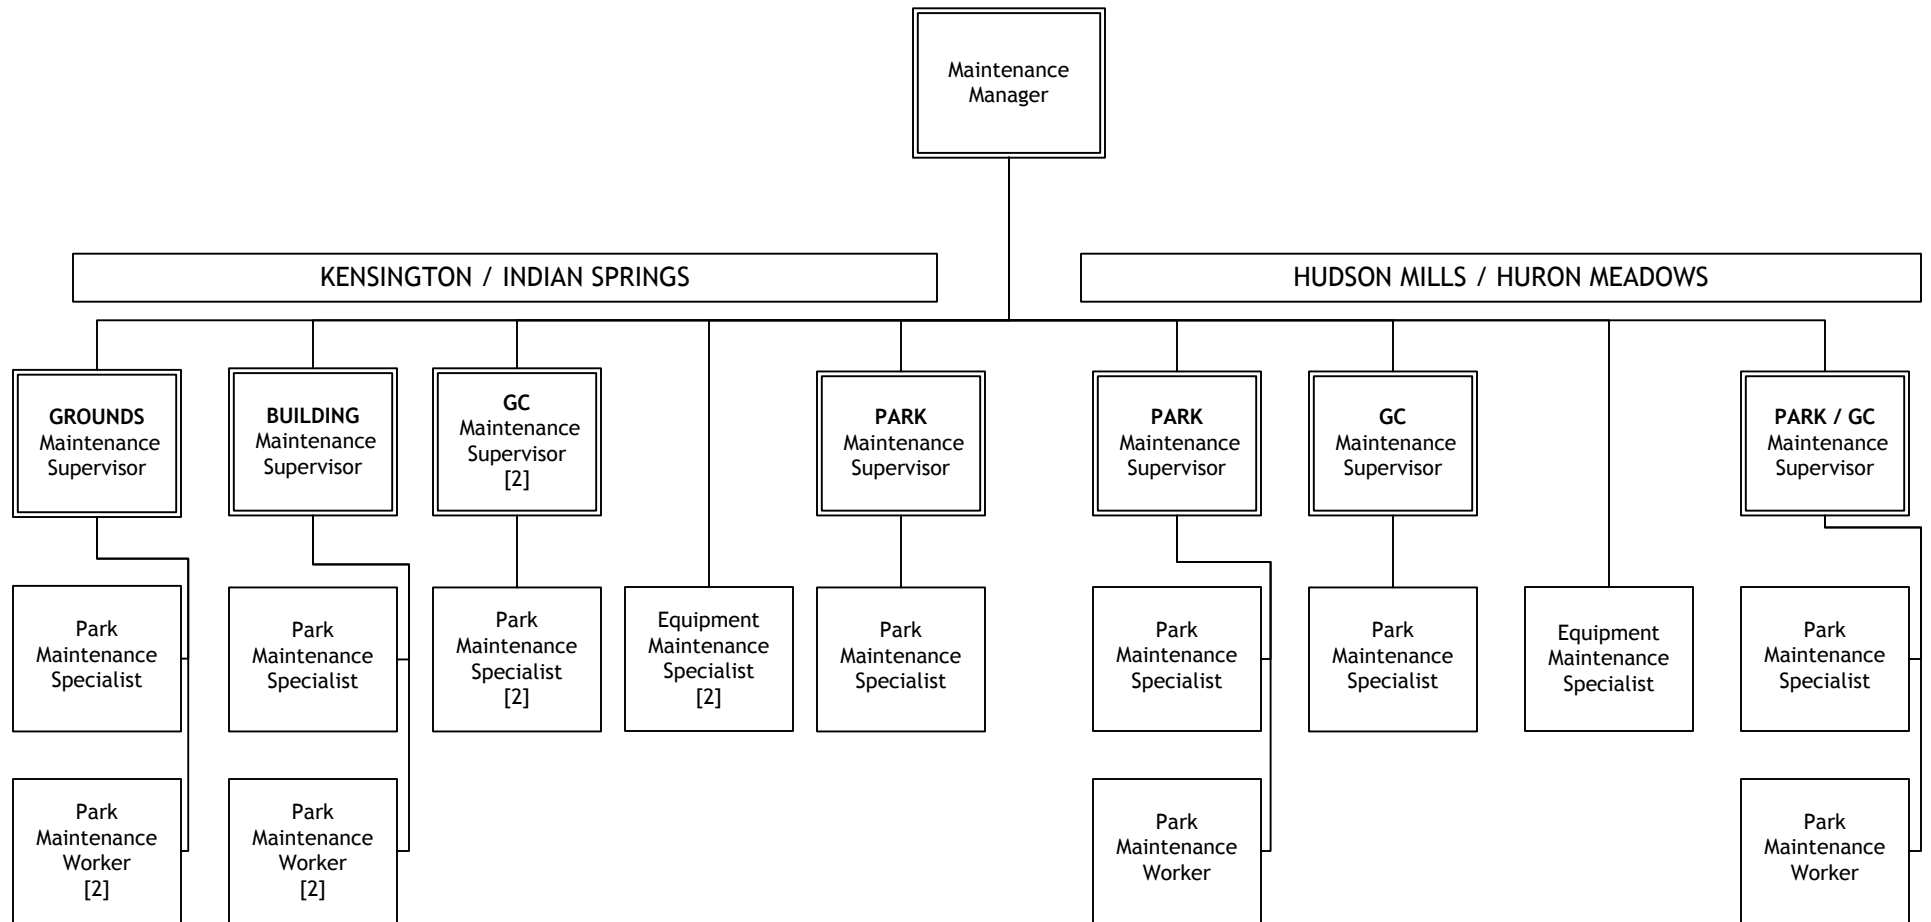 Maintenance
Manager
KENSINGTON / INDIAN SPRINGS
HUDSON MILLS / HURON MEADOWS
GROUNDS
Maintenance
Supervisor
BUILDING
Maintenance
Supervisor
GC
Maintenance
Supervisor
[2]
PARK
Maintenance
Supervisor
PARK
Maintenance
Supervisor
GC
Maintenance
Supervisor
PARK / GC
Maintenance
Supervisor
Park
Maintenance
Specialist
Park
Maintenance
Specialist
Park
Maintenance
Specialist
[2]
Equipment
Maintenance
Specialist
[2]
Park
Maintenance
Specialist
Park
Maintenance
Specialist
Park
Maintenance
Specialist
Equipment
Maintenance
Specialist
Park
Maintenance
Specialist
Park
Maintenance
Worker
[2]
Park
Maintenance
Worker
[2]
Park
Maintenance
Worker
Park
Maintenance
Worker